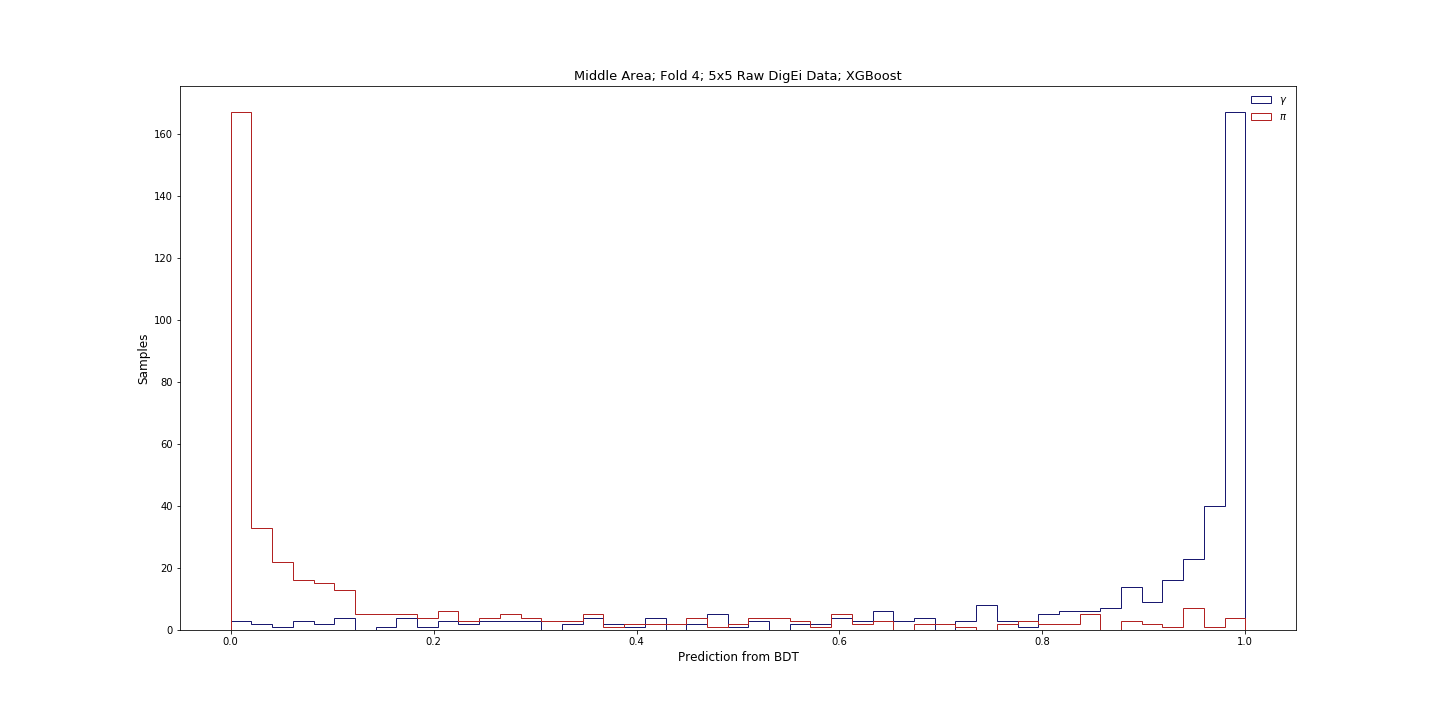 Middle Area; Fold 4; 5x5 Raw DigEi Data; XGBoost
γ
π
160
140
120
100
80
60
40
20
0
Samples
0.0 0.2 0.4 0.6 0.8 1.0
Prediction from BDT